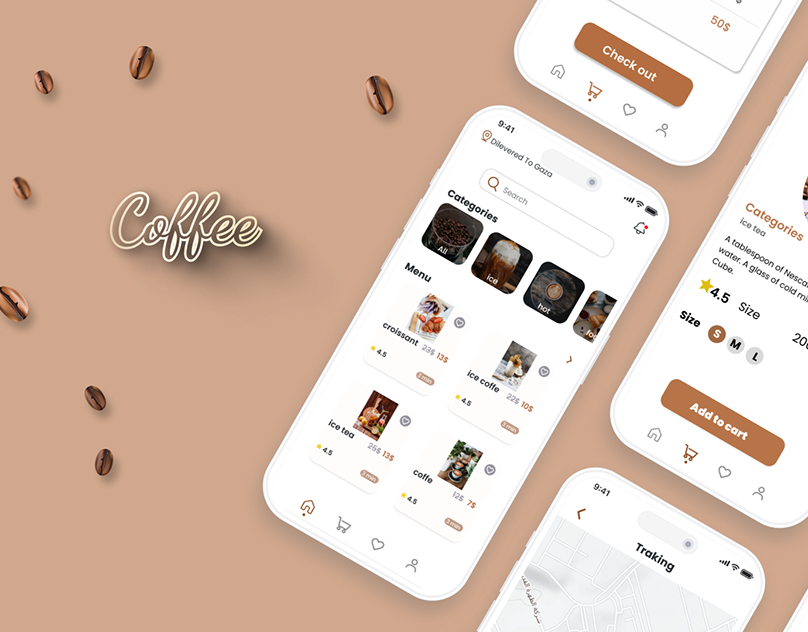 Coffee
9:41
Dilevered To Gaza
Search
Categories
All
ice
hot
Menu
croissant
23$ 13$
4.5
ice coffe
22$ 10$
4.5
ice tea
25$ 13$
4.5
coffe
12$ 7$
4.5
50$
Check out
Categories
ice tea
A tablespoon of
water. A glass of cold
Cube.
4.5
Size
Size
S
M
L
Add to cart
9:41
Traking